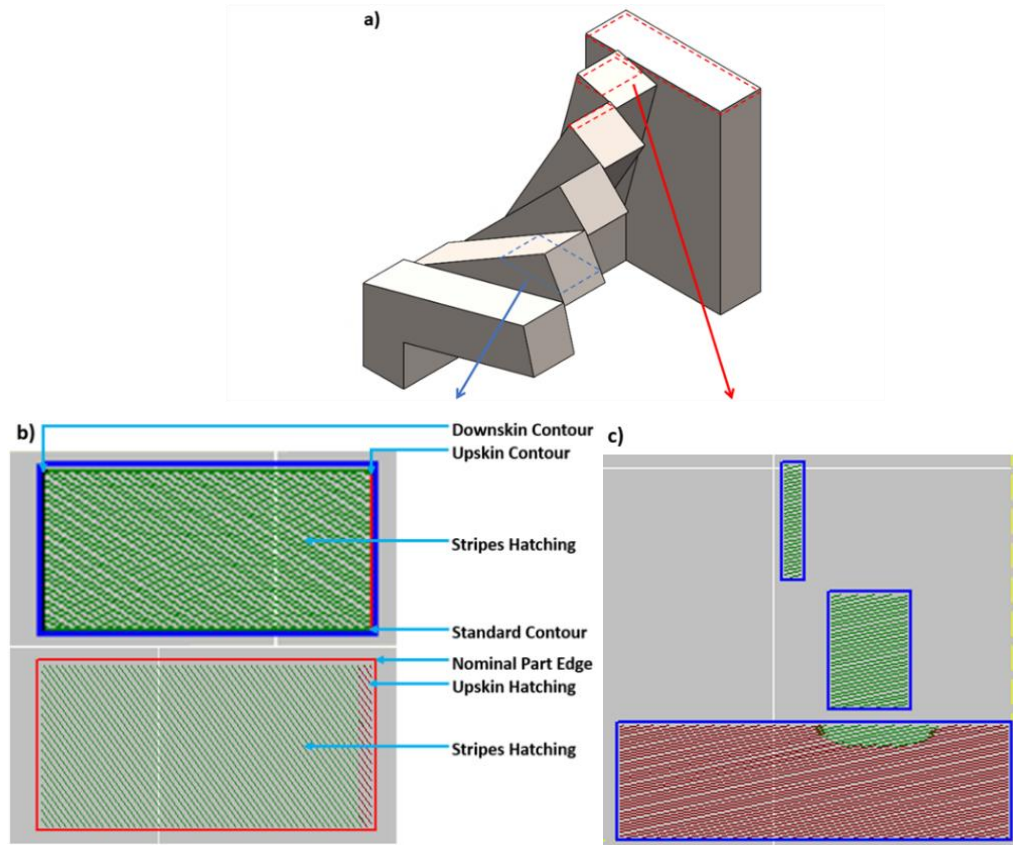 a)
b)
Downskin Contour
Upskin Contour
Stripes Hatching
Standard Contour
Nominal Part Edge
Upskin Hatching
Stripes Hatching
c)